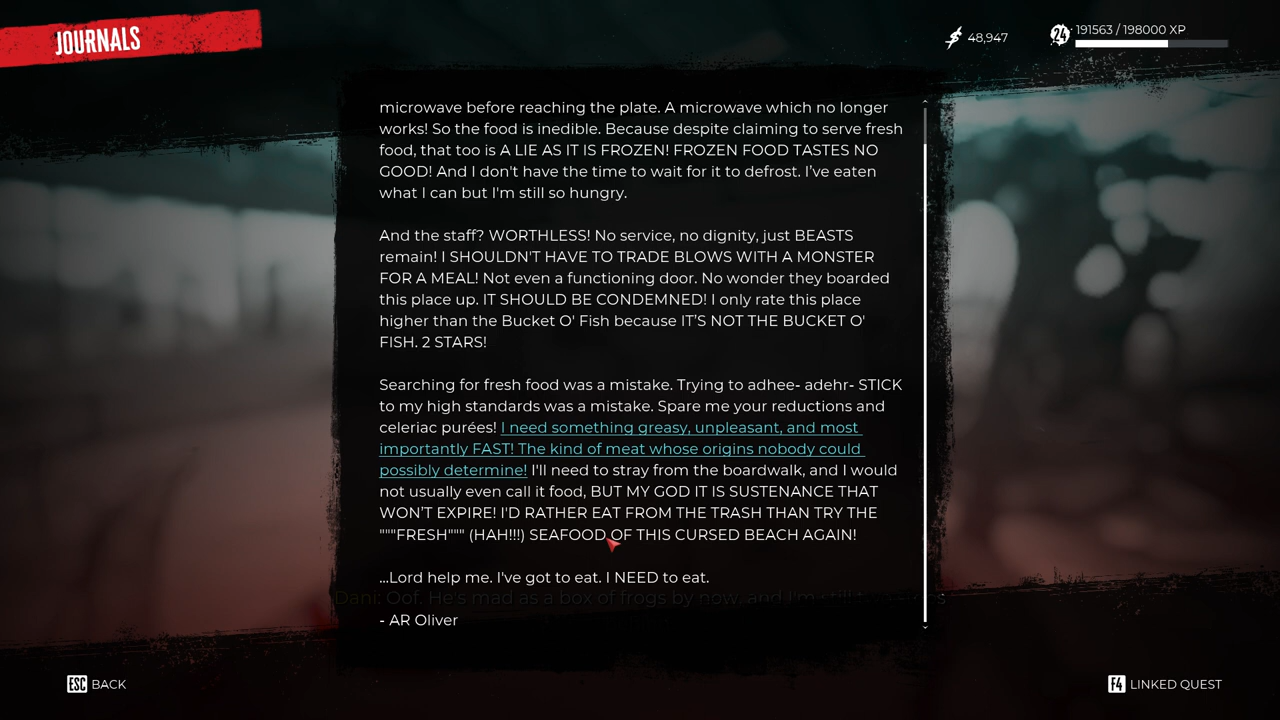 JOURNALS
48,947
24
191563 / 198000 XP
microwave before reaching the plate. A microwave which no longer
works! So the food is inedible. Because despite claiming to serve fresh
food, that too is A LIE AS IT IS FROZEN! FROZEN FOOD TASTES NO
GOOD! And I don't have the time to wait for it to defrost. I've eaten
what I can but I'm still so hungry.
And the staff? WORTHLESS! No service, no dignity, just BEASTS
remain! I SHOULDN'T HAVE TO TRADE BLOWS WITH A MONSTER
FOR A MEAL! Not even a functioning door. No wonder they boarded
this place up. IT SHOULD BE CONDEMNED! I only rate this place
higher than the Bucket O' Fish because IT'S NOT THE BUCKET O'
FISH. 2 STARS!
Searching for fresh food was a mistake. Trying to adhee- adehr- STICK
to my high standards was a mistake. Spare me your reductions and
celeriac purées! I need something greasy, unpleasant, and most
importantly FAST! The kind of meat whose origins nobody could
possibly determine! I'll need to stray from the boardwalk, and I would
not usually even call it food, BUT MY GOD IT IS SUSTENANCE THAT
WON'T EXPIRE! I'D RATHER EAT FROM THE TRASH THAN TRY THE
"""FRESH""" (HAH!!!) SEAFOOD OF THIS CURSED BEACH AGAIN!
...Lord help me. I've got to eat. I NEED to eat.
Dani: Oof. He's mad as a box of frogs by now, and I'm still
- AR Oliver
ESC BACK
F4 LINKED QUEST